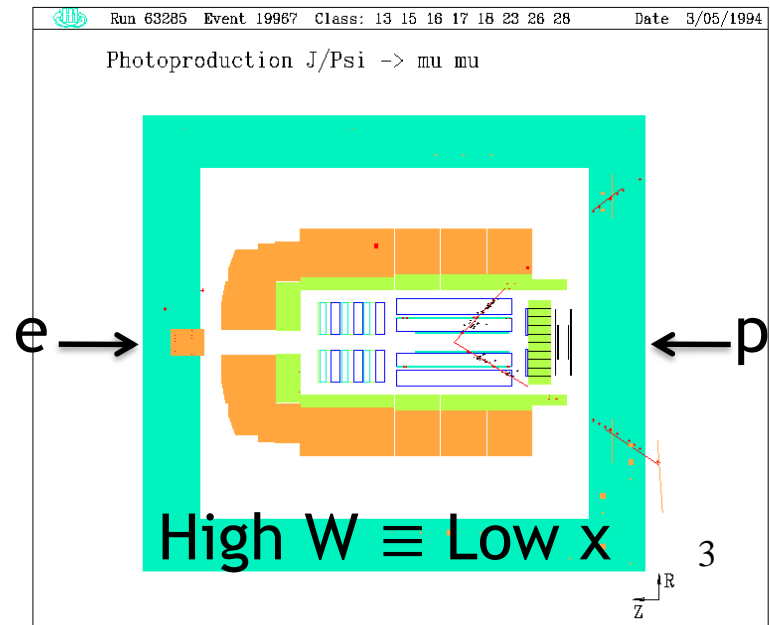 Run 63285 Event 19967 Class: 13 15 16 17 18 23 26 28 Date 3/05/1994
Photoproduction J/Psi -> mu mu
e
p
High W ≡ Low x
3
R
Z